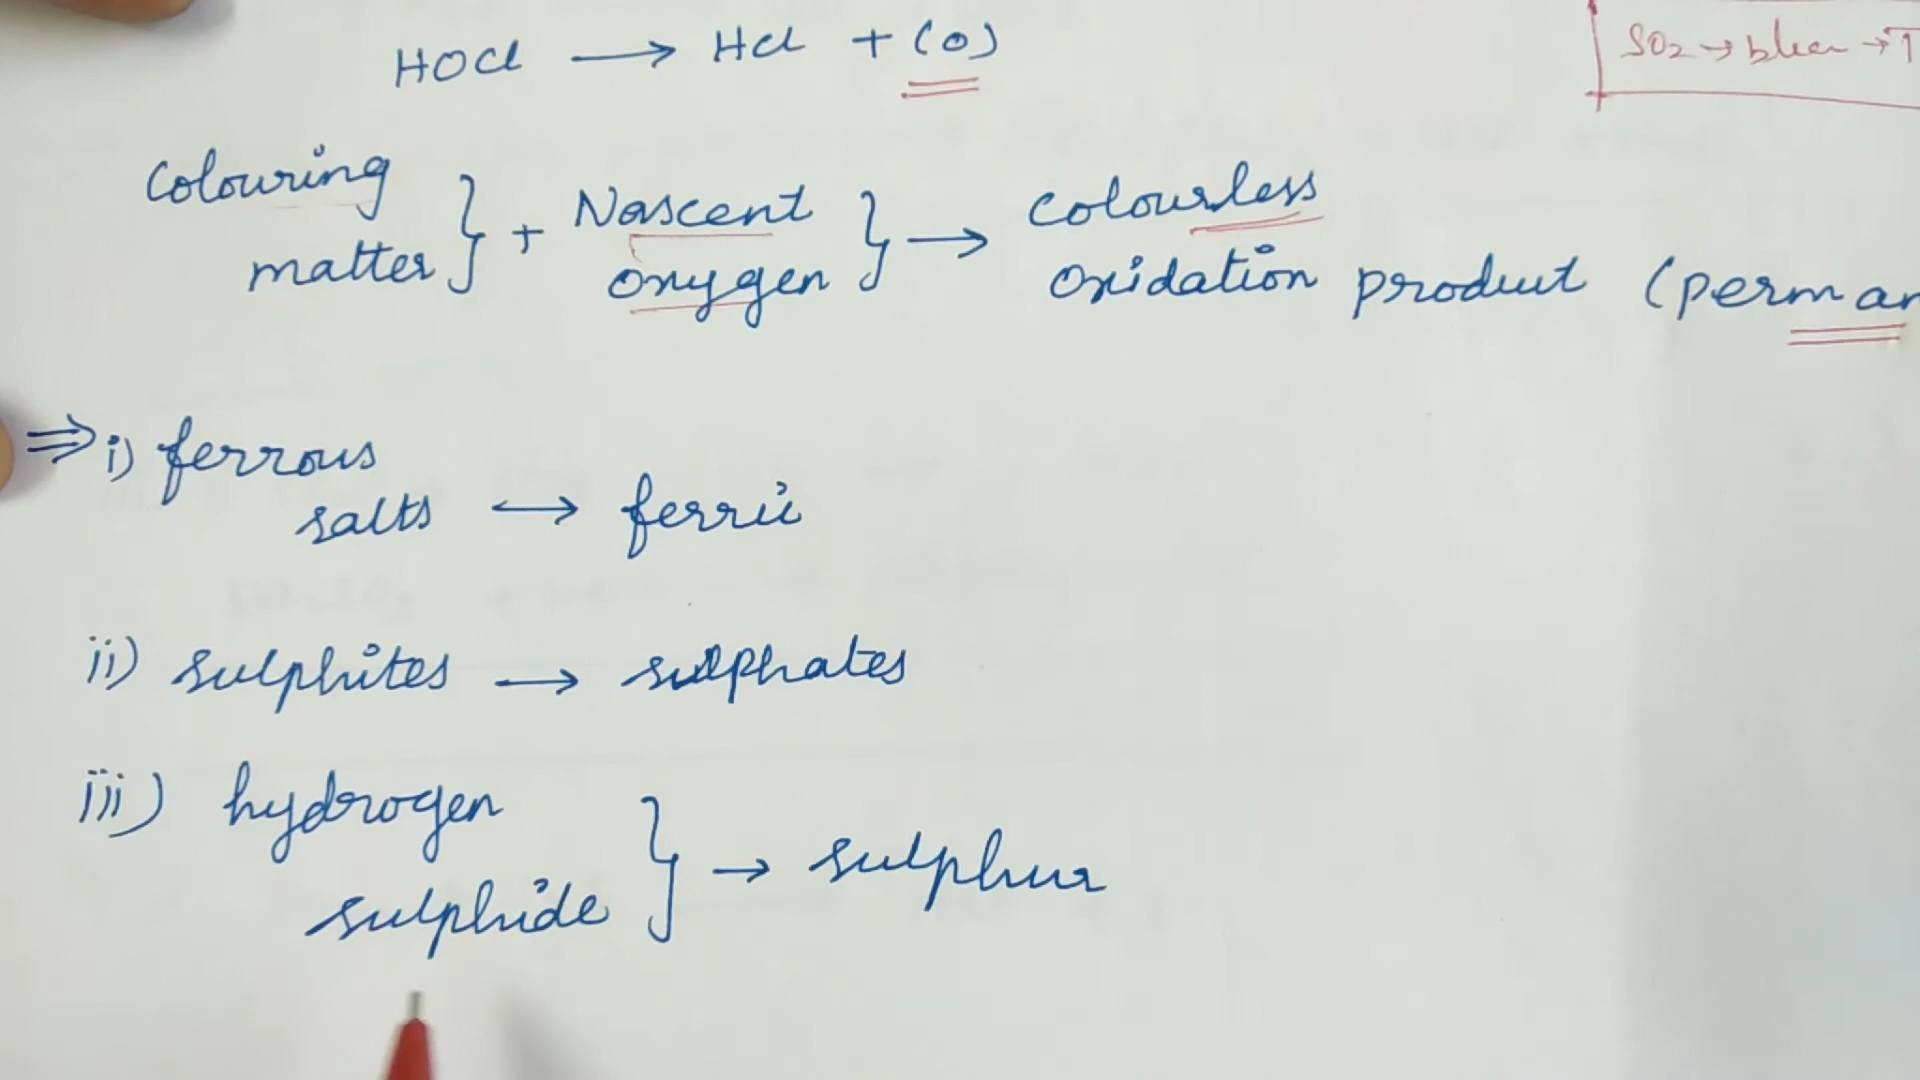 HOCl → HCl + (O)
SO2 → blea →
Colouring matter } + Nascent oxygen } → Colourless oxidation product (perman
⇒ i) ferrous salts → ferric
ii) sulphites → sulphates
iii) hydrogen sulphide } → sulphur